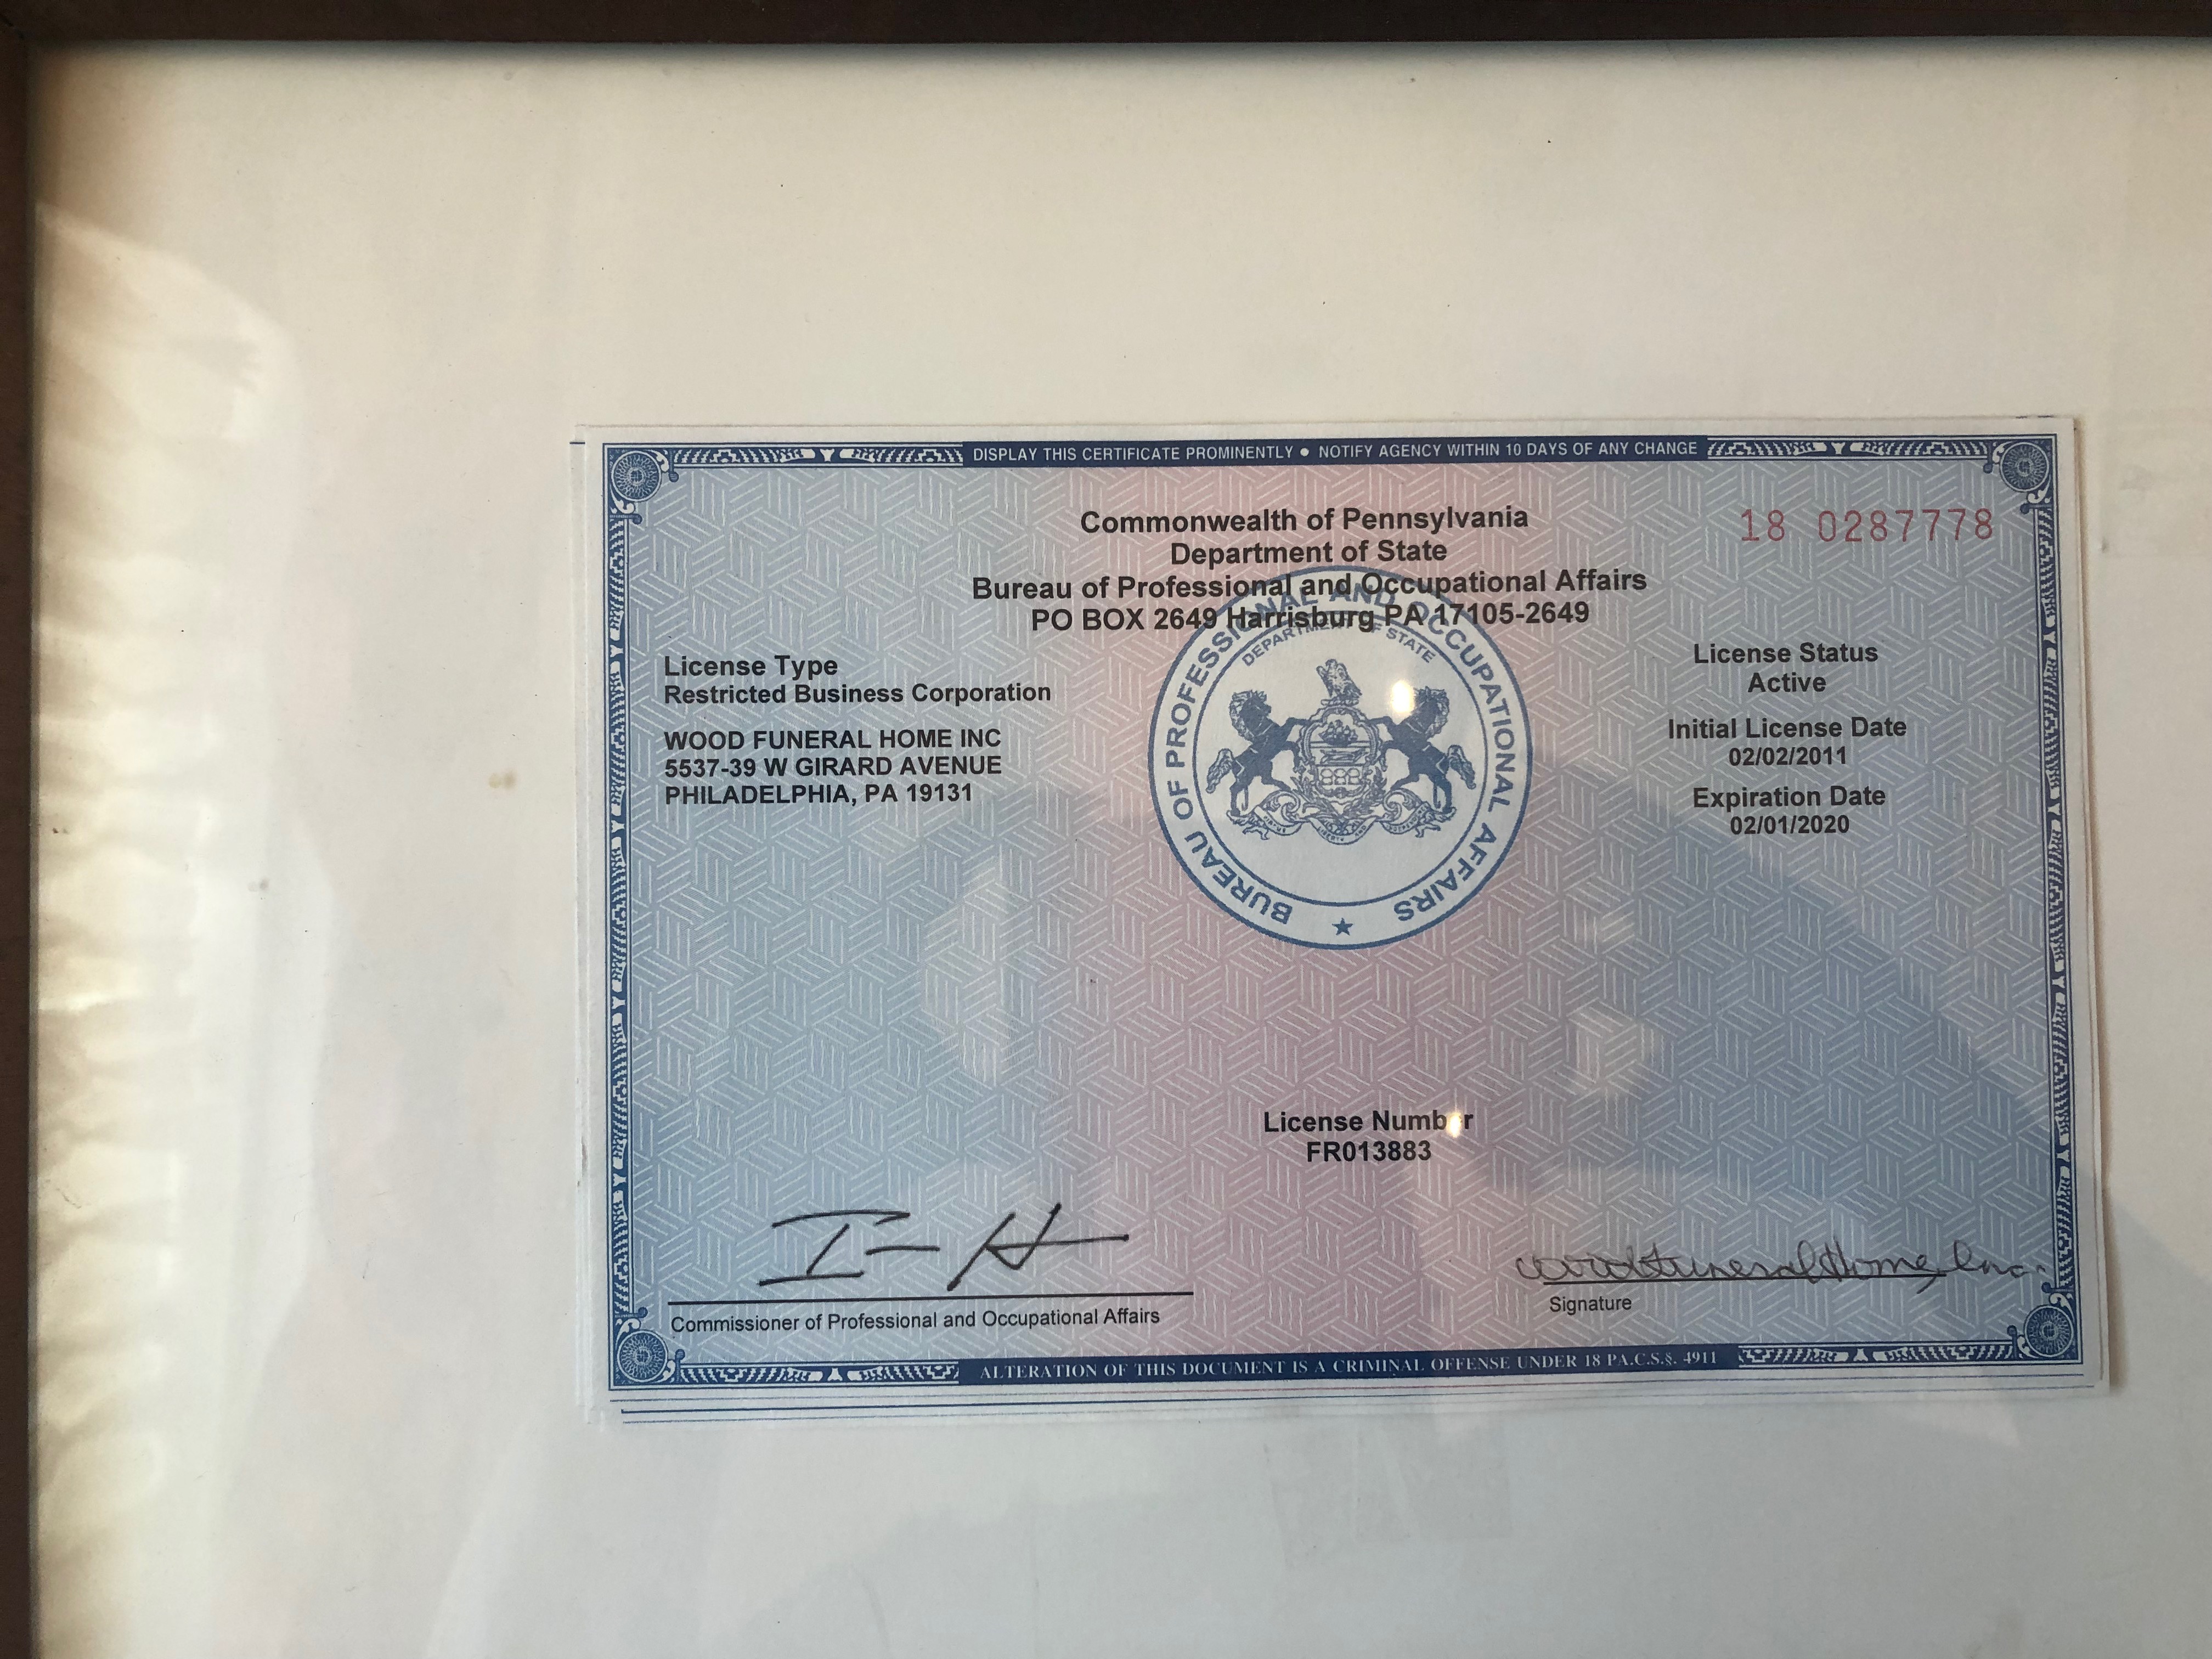 DISPLAY THIS CERTIFICATE PROMINENTLY • NOTIFY AGENCY WITHIN 10 DAYS OF ANY CHANGE
Commonwealth of Pennsylvania
Department of State
Bureau of Professional and Occupational Affairs
PO BOX 2649 Harrisburg PA 17105-2649
18 0287778
License Type
Restricted Business Corporation
WOOD FUNERAL HOME INC
5537-39 W GIRARD AVENUE
PHILADELPHIA, PA 19131
BUREAU OF PROFESSIONAL AND OCCUPATIONAL AFFAIRS
DEPARTMENT OF STATE
License Status
Active
Initial License Date
02/02/2011
Expiration Date
02/01/2020
License Number
FR013883
Commissioner of Professional and Occupational Affairs
Wood Funeral Home, Inc.
Signature
ALTERATION OF THIS DOCUMENT IS A CRIMINAL OFFENSE UNDER 18 PA.C.S.§. 4911